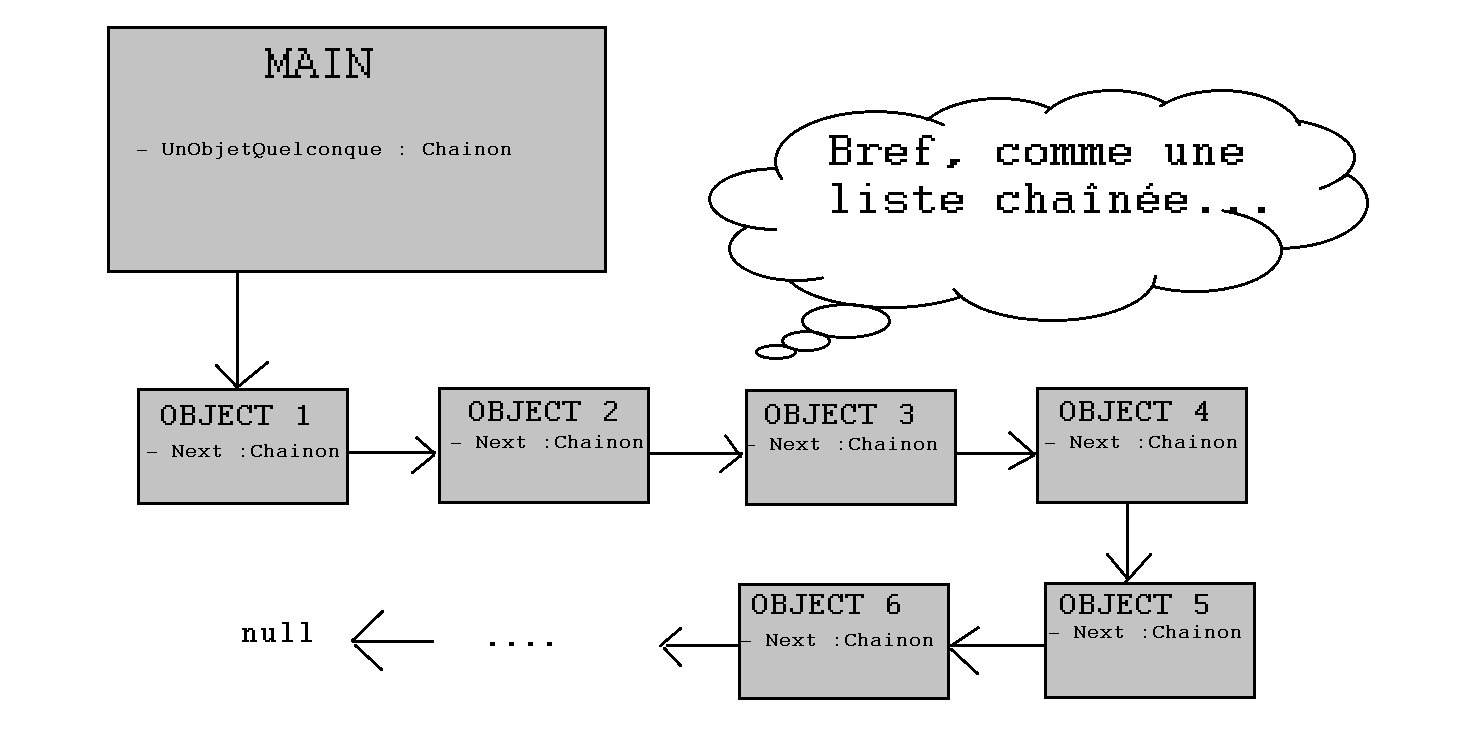 MAIN
- UnObjetQuelconque : Chainon
Bref, comme une
liste chaînée...
OBJECT 1
- Next :Chainon
OBJECT 2
- Next :Chainon
OBJECT 3
- Next :Chainon
OBJECT 4
- Next :Chainon
OBJECT 5
- Next :Chainon
OBJECT 6
- Next :Chainon
....
null